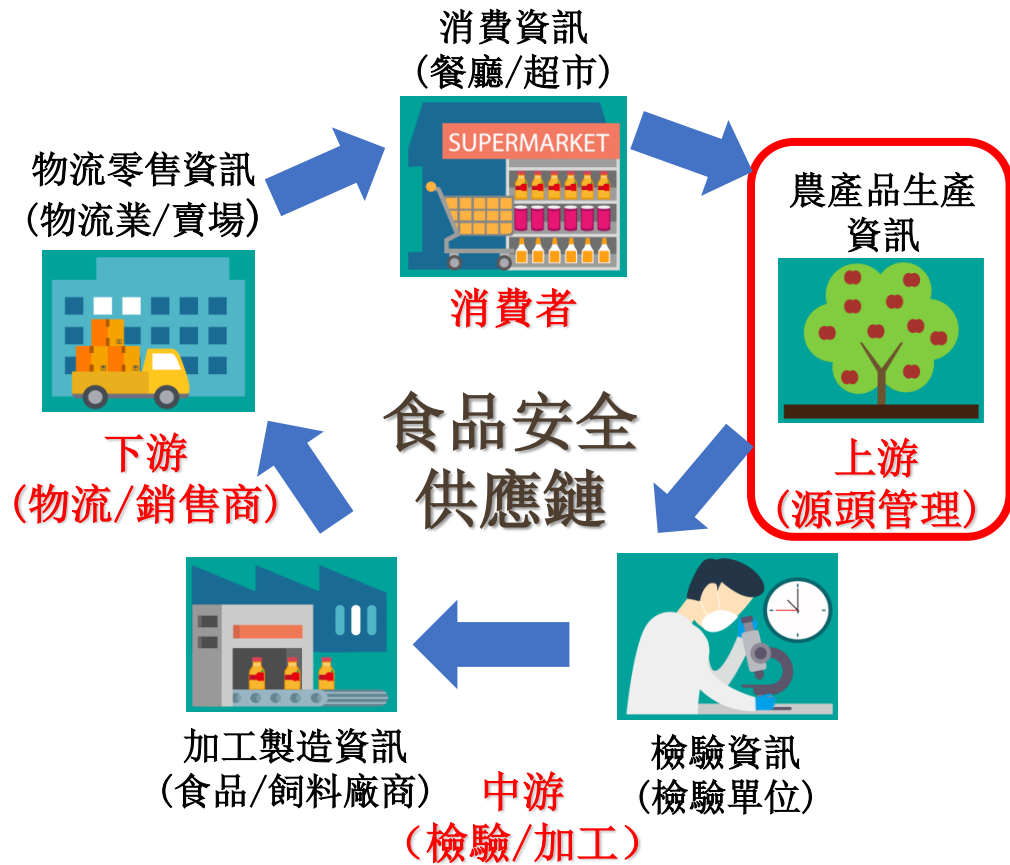 消費資訊
(餐廳/超市)
SUPERMARKET
消費者
農產品生產
資訊
上游
(源頭管理)
檢驗資訊
(檢驗單位)
中游
（檢驗/加工）
加工製造資訊
(食品/飼料廠商)
物流零售資訊
(物流業/賣場)
下游
(物流/銷售商)
食品安全
供應鏈